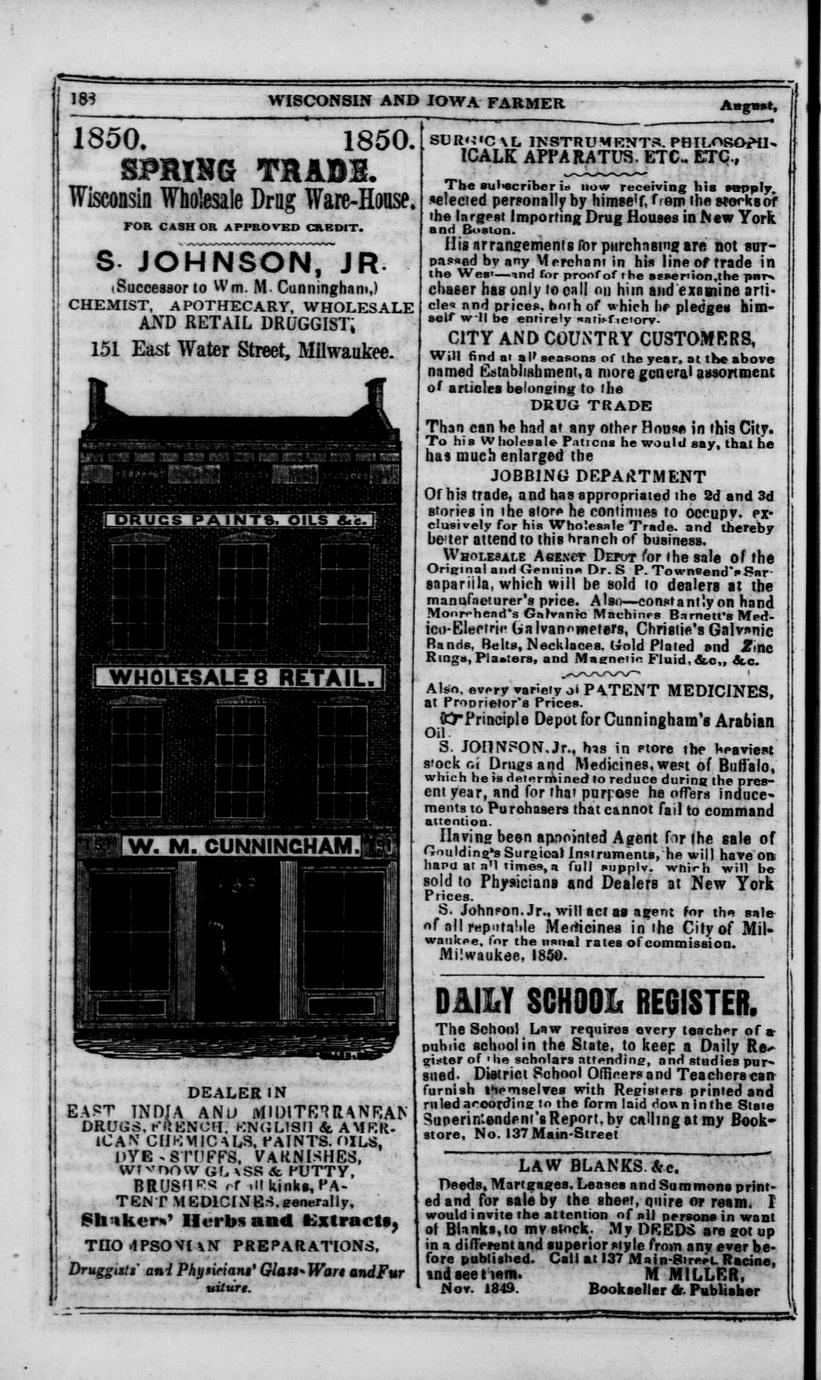 188 WISCONSIN AND IOWA FARMER August,
1850. 1850.
SPRING TRADE.
Wisconsin Wholesale Drug Ware-House.
FOR CASH OR APPROVED CREDIT.
S. JOHNSON, JR.
(Successor to Wm. M. Cunningham,)
CHEMIST, APOTHECARY, WHOLESALE
AND RETAIL DRUGGIST,
151 East Water Street, Milwaukee.
DRUGS PAINTS. OILS &c.
WHOLESALE & RETAIL.
151 W. M. CUNNINGHAM. 151
DEALER IN
EAST INDIA AND MIDITERRANEAN
DRUGS, FRENCH, ENGLISH & AMER-
ICAN CHEMICALS, PAINTS. OILS,
DYE-STUFFS, VARNISHES,
WINDOW GLASS & PUTTY,
BRUSHES of all kinks, PA-
TENT MEDICINES, generally,
Shakers' Herbs and Extracts,
THOMPSONIAN PREPARATIONS,
Druggists' and Physicians' Glass-Ware and Fur
niture.
SURGICAL INSTRUMENTS. PHILOSOPHI-
ICALK APPARATUS. ETC., ETC.,
The subscriber is now receiving his supply,
selected personally by himself, from the stocks of
the largest Importing Drug Houses in New York
and Boston.
His arrangements for purchasing are not sur-
passed by any Merchant in his line of trade in
the West—and for proof of the assertion, the pur-
chaser has only to call on him and examine arti-
cles and prices, both of which he pledges him-
self will be entirely satisfactory.
CITY AND COUNTRY CUSTOMERS,
Will find at all seasons of the year, at the above
named Establishment, a more general assortment
of articles belonging to the
DRUG TRADE
Than can be had at any other House in this City.
To his Wholesale Patrons he would say, that he
has much enlarged the
JOBBING DEPARTMENT
Of his trade, and has appropriated the 2d and 3d
stories in the store he continues to occupy, ex-
clusively for his Wholesale Trade. and thereby
better attend to this branch of business.
WHOLESALE AGENCY DEPOT for the sale of the
Original and Genuine Dr. S P. Townsend's Sar-
saparilla, which will be sold to dealers at the
manufacturer's price. Also—constantly on hand
Moorehead's Galvanic Machines Barnett's Med-
ico-Electric Galvanometers, Christie's Galvanic
Bands, Belts, Necklaces, Gold Plated and Zinc
Rings, Plasters, and Magnetic Fluid, &c,, &c.
Also, every variety of PATENT MEDICINES,
at Proprietor's Prices.
☞Principle Depot for Cunningham's Arabian
Oil.
S. JOHNSON, Jr., has in store the heaviest
stock of Drugs and Medicines, west of Buffalo,
which he is determined to reduce during the pres-
ent year, and for that purpose he offers induce-
ments to Purchasers that cannot fail to command
attention.
Having been appointed Agent for the sale of
Goulding's Surgical Instruments, he will have on
hand at all times, a full supply. which will be
sold to Physicians and Dealers at New York
Prices.
S. Johnson, Jr., will act as agent for the sale
of all reputable Medicines in the City of Mil-
waukee, for the usual rates of commission.
Milwaukee, 1850.
DAILY SCHOOL REGISTER.
The School Law requires every teacher of a
public school in the State, to keep a Daily Re-
gister of the scholars attending, and studies pur-
sued. District School Officers and Teachers can
furnish themselves with Registers printed and
ruled according to the form laid down in the State
Superintendent's Report, by calling at my Book-
store, No. 137 Main-Street
LAW BLANKS. &c.
Deeds, Martgages, Leases and Summons print-
ed and for sale by the sheet, quire or ream. I
would invite the attention of all persons in want
of Blanks, to my stock. My DEEDS are got up
in a different and superior style from any ever be-
fore published. Call at 137 Main-Street, Racine,
and see them. M MILLER,
Nov. 1849. Bookseller & Publisher